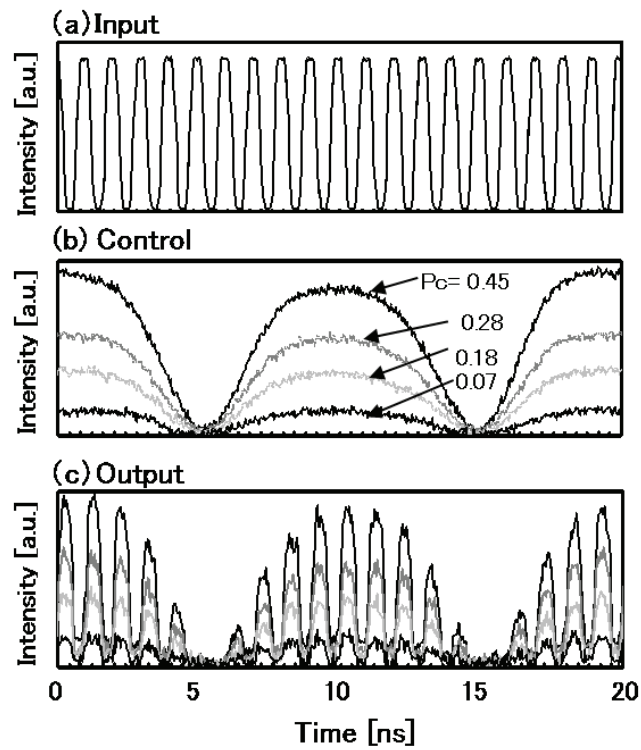 (a)Input
Intensity [a.u.]
(b) Control
Intensity [a.u.]
Pc= 0.45
0.28
0.18
0.07
(c)Output
Intensity [a.u.]
0 5 10 15 20
Time [ns]